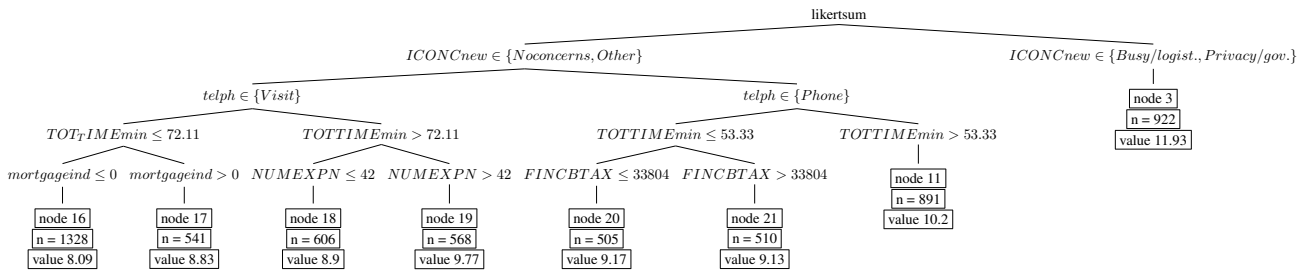 likertsum
ICONCnew ∈ {Noconcerns, Other}
ICONCnew ∈ {Busy/logist., Privacy/gov.}
telph ∈ {Visit}
telph ∈ {Phone}
node 3
n = 922
value 11.93
TOT_TIMEmin ≤ 72.11
TOTTIMEmin > 72.11
TOTTIMEmin ≤ 53.33
TOTTIMEmin > 53.33
mortgageind ≤ 0
mortgageind > 0
NUMEXPN ≤ 42
NUMEXPN > 42
FINCBTAX ≤ 33804
FINCBTAX > 33804
node 11
n = 891
value 10.2
node 16
n = 1328
value 8.09
node 17
n = 541
value 8.83
node 18
n = 606
value 8.9
node 19
n = 568
value 9.77
node 20
n = 505
value 9.17
node 21
n = 510
value 9.13